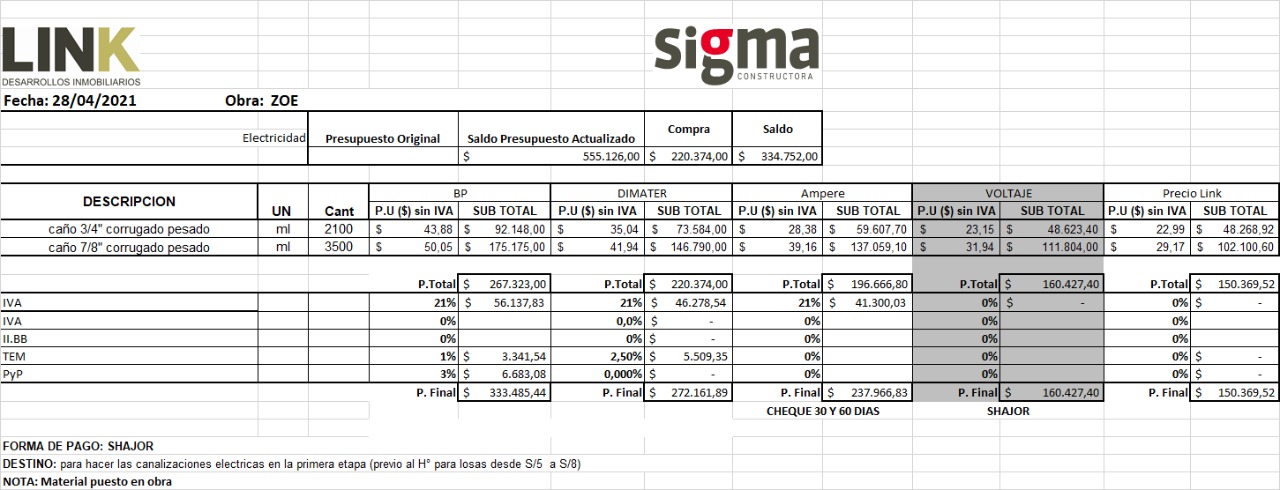 LINK
DESARROLLOS INMOBILIARIOS
sigma
CONSTRUCTORA
Fecha: 28/04/2021 Obra: ZOE
Electricidad Presupuesto Original Saldo Presupuesto Actualizado Compra Saldo
$ 555.126,00 $ 220.374,00 $ 334.752,00
DESCRIPCION UN Cant BP DIMATER Ampere VOLTAJE Precio Link
P.U ($) sin IVA SUB TOTAL P.U ($) sin IVA SUB TOTAL P.U ($) sin IVA SUB TOTAL P.U ($) sin IVA SUB TOTAL P.U ($) sin IVA SUB TOTAL
caño 3/4" corrugado pesado ml 2100 $ 43,88 $ 92.148,00 $ 35,04 $ 73.584,00 $ 28,38 $ 59.607,70 $ 23,15 $ 48.623,40 $ 22,99 $ 48.268,92
caño 7/8" corrugado pesado ml 3500 $ 50,05 $ 175.175,00 $ 41,94 $ 146.790,00 $ 39,16 $ 137.059,10 $ 31,94 $ 111.804,00 $ 29,17 $ 102.100,60
P.Total $ 267.323,00 P.Total $ 220.374,00 P.Total $ 196.666,80 P.Total $ 160.427,40 P.Total $ 150.369,52
IVA 21% $ 56.137,83 21% $ 46.278,54 21% $ 41.300,03 0% $ - 0% $ -
IVA 0% 0,0% $ - 0% 0% 0%
II.BB 0% 0% $ - 0% 0% 0%
TEM 1% $ 3.341,54 2,50% $ 5.509,35 0% 0% 0% $ -
PyP 3% $ 6.683,08 0,000% $ - 0% 0% 0% $ -
P. Final $ 333.485,44 P. Final $ 272.161,89 P. Final $ 237.966,83 P. Final $ 160.427,40 P. Final $ 150.369,52
CHEQUE 30 Y 60 DIAS SHAJOR
FORMA DE PAGO: SHAJOR
DESTINO: para hacer las canalizaciones electricas en la primera etapa (previo al H° para losas desde S/5 a S/8)
NOTA: Material puesto en obra